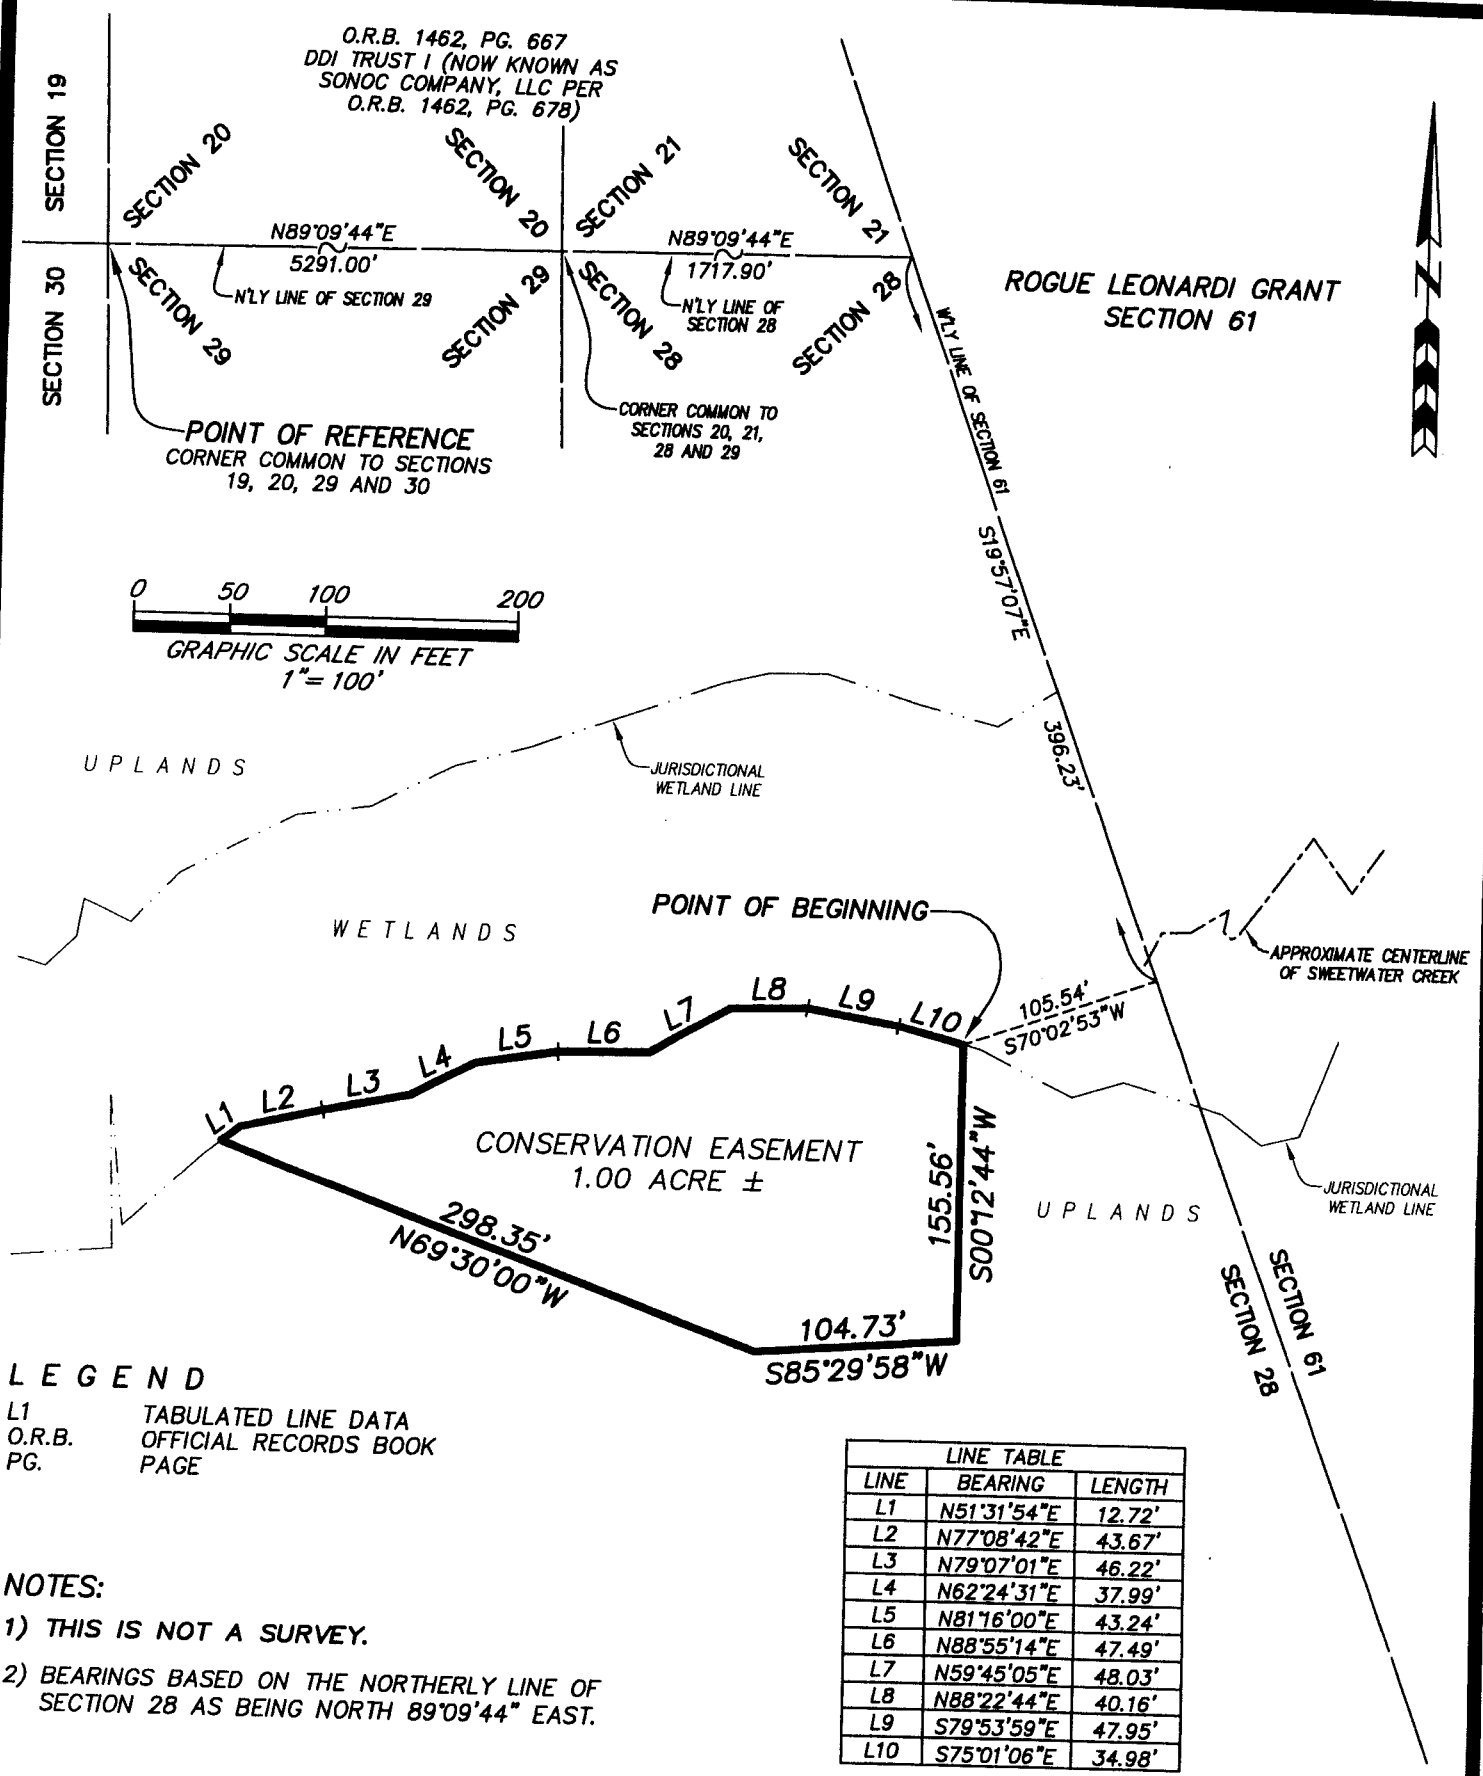 O.R.B. 1462, PG. 667
DDI TRUST I (NOW KNOWN AS
SONOC COMPANY, LLC PER
O.R.B. 1462, PG. 678)
SECTION 19
SECTION 20
SECTION 20
SECTION 21
SECTION 21
N89°09'44"E
5291.00'
N89°09'44"E
1717.90'
N'LY LINE OF SECTION 29
N'LY LINE OF
SECTION 28
SECTION 30
SECTION 29
SECTION 29
SECTION 28
SECTION 28
ROGUE LEONARDI GRANT
SECTION 61
N
W'LY LINE OF SECTION 61
S19°57'07"E
396.23'
POINT OF REFERENCE
CORNER COMMON TO SECTIONS
19, 20, 29 AND 30
CORNER COMMON TO
SECTIONS 20, 21,
28 AND 29
0 50 100 200
GRAPHIC SCALE IN FEET
1"= 100'
UPLANDS
JURISDICTIONAL
WETLAND LINE
WETLANDS
POINT OF BEGINNING
APPROXIMATE CENTERLINE
OF SWEETWATER CREEK
105.54'
S70°02'53"W
L1
L2
L3
L4
L5
L6
L7
L8
L9
L10
CONSERVATION EASEMENT
1.00 ACRE ±
155.56'
S00°12'44"W
298.35'
N69°30'00"W
104.73'
S85°29'58"W
UPLANDS
JURISDICTIONAL
WETLAND LINE
SECTION 61
SECTION 28
LEGEND
L1 TABULATED LINE DATA
O.R.B. OFFICIAL RECORDS BOOK
PG. PAGE
NOTES:
1) THIS IS NOT A SURVEY.
2) BEARINGS BASED ON THE NORTHERLY LINE OF
SECTION 28 AS BEING NORTH 89°09'44" EAST.
LINE TABLE
LINE BEARING LENGTH
L1 N51°31'54"E 12.72'
L2 N77°08'42"E 43.67'
L3 N79°07'01"E 46.22'
L4 N62°24'31"E 37.99'
L5 N81°16'00"E 43.24'
L6 N88°55'14"E 47.49'
L7 N59°45'05"E 48.03'
L8 N88°22'44"E 40.16'
L9 S79°53'59"E 47.95'
L10 S75°01'06"E 34.98'